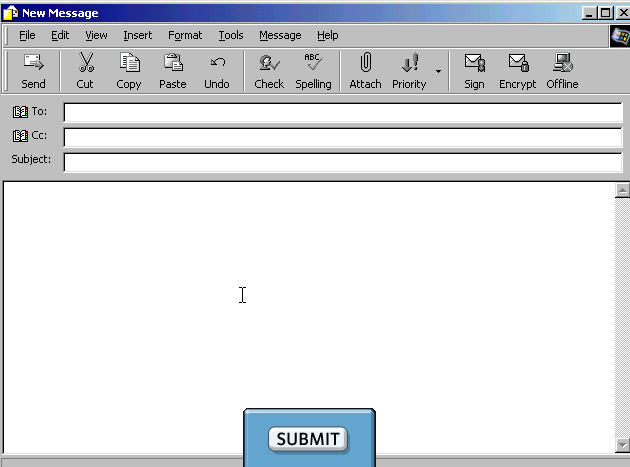 New Message
File Edit View Insert Format Tools Message Help
ABC
Send Cut Copy Paste Undo Check Spelling Attach Priority Sign Encrypt Offline
To:
Cc:
Subject:
SUBMIT